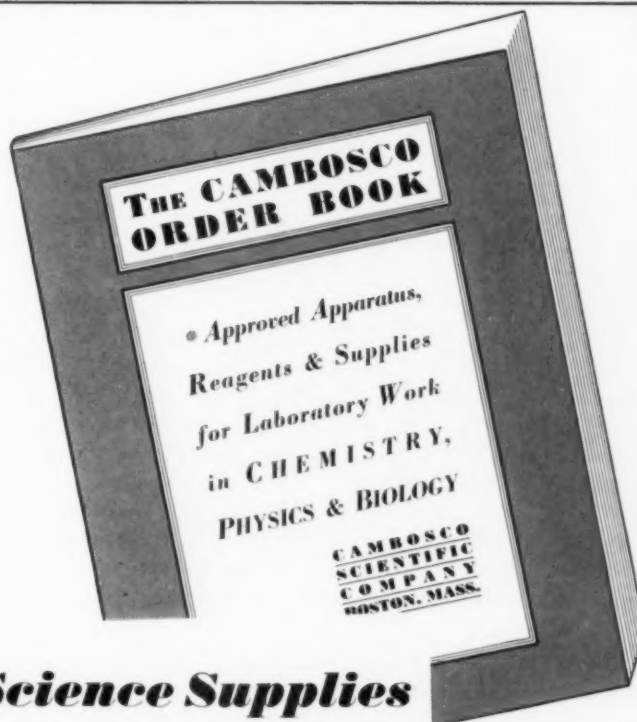 THE CAMBOSCO
ORDER BOOK
Approved Apparatus,
Reagents & Supplies
for Laboratory Work
in CHEMISTRY,
PHYSICS & BIOLOGY
CAMBOSCO
SCIENTIFIC
COMPANY
BOSTON, MASS.
Science Supplies